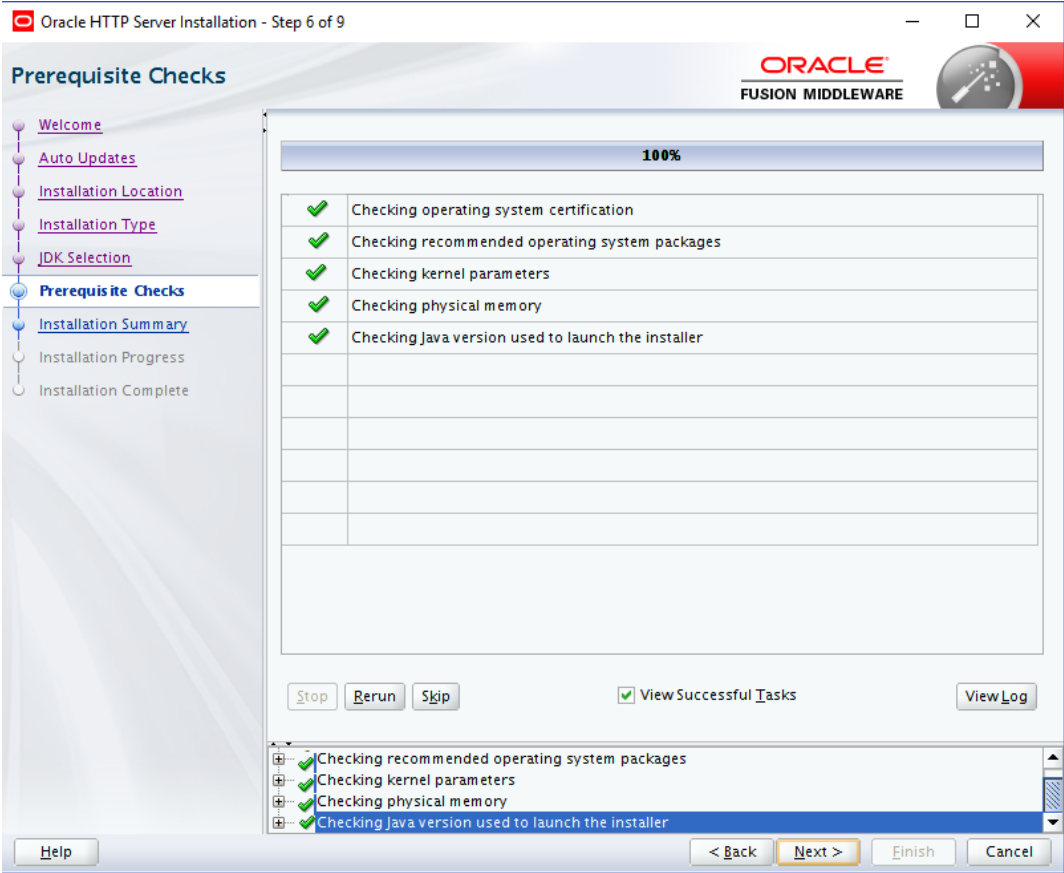 Oracle HTTP Server Installation - Step 6 of 9
Prerequisite Checks
ORACLE
FUSION MIDDLEWARE
Welcome
Auto Updates
Installation Location
Installation Type
JDK Selection
Prerequisite Checks
Installation Summary
Installation Progress
Installation Complete
100%
Checking operating system certification
Checking recommended operating system packages
Checking kernel parameters
Checking physical memory
Checking Java version used to launch the installer
Stop
Rerun
Skip
View Successful Tasks
View Log
Checking recommended operating system packages
Checking kernel parameters
Checking physical memory
Checking Java version used to launch the installer
Help
< Back
Next >
Finish
Cancel